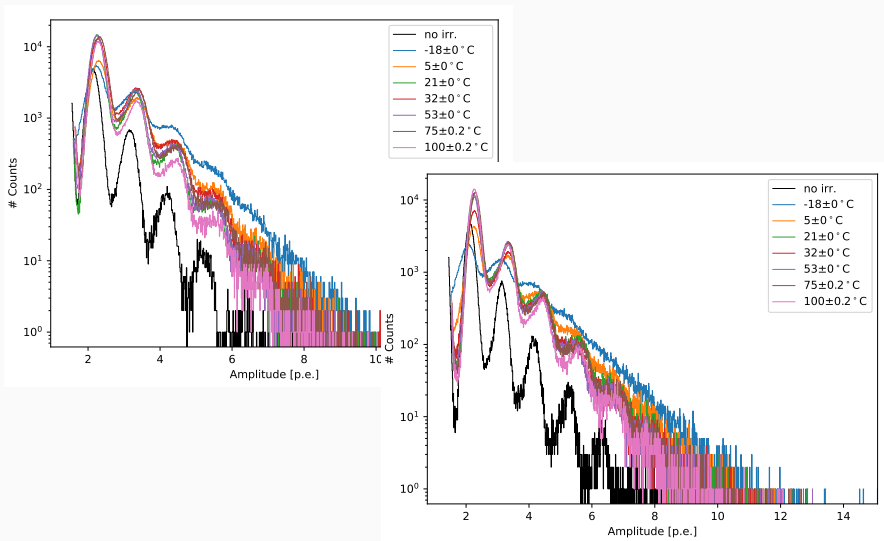 10⁴
10³
10²
10¹
10⁰
# Counts
2
4
6
8
10
Amplitude [p.e.]
no irr.
-18±0°C
5±0°C
21±0°C
32±0°C
53±0°C
75±0.2°C
100±0.2°C
10⁴
10³
10²
10¹
10⁰
# Counts
2
4
6
8
10
12
14
Amplitude [p.e.]
no irr.
-18±0°C
5±0°C
21±0°C
32±0°C
53±0°C
75±0.2°C
100±0.2°C